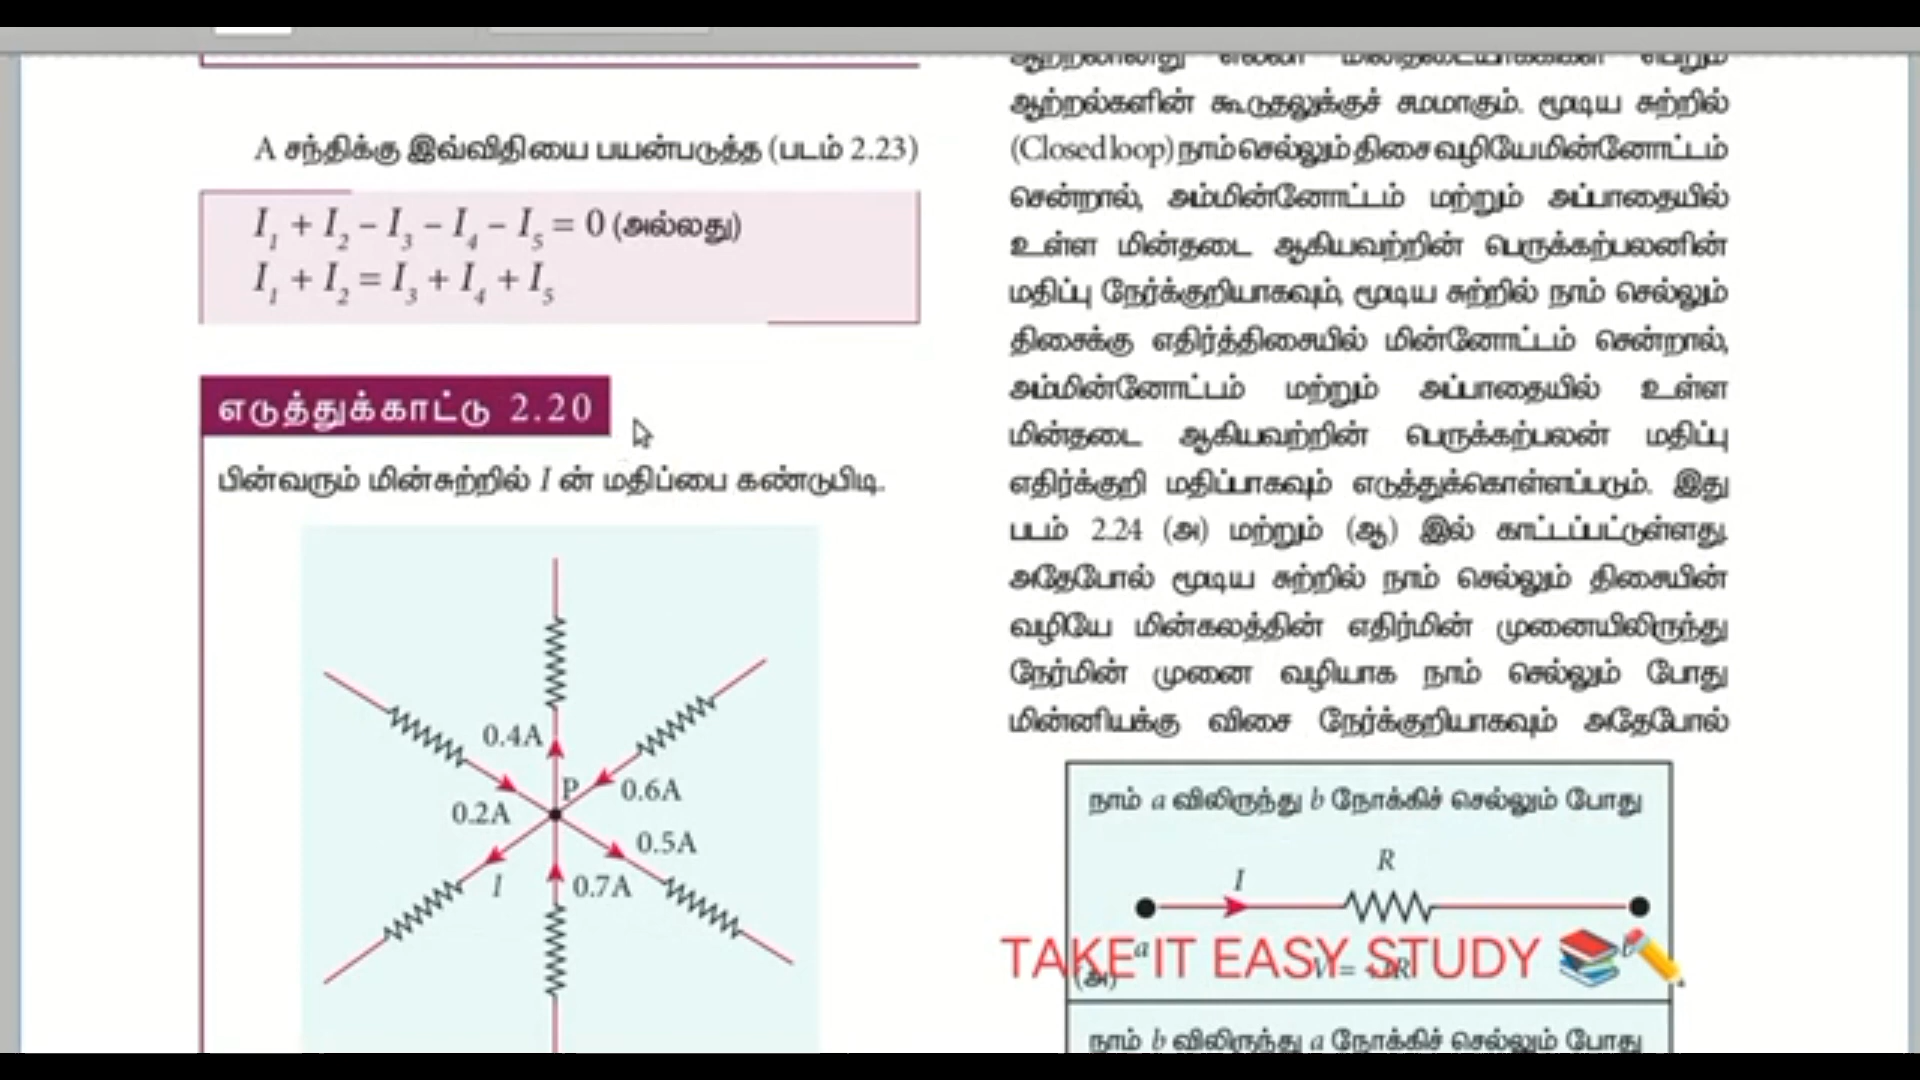 A சந்திக்கு இவ்விதியை பயன்படுத்த (படம் 2.23)
I₁ + I₂ – I₃ – I₄ – I₅ = 0 (அல்லது)
I₁ + I₂ = I₃ + I₄ + I₅
எடுத்துக்காட்டு 2.20
பின்வரும் மின்சுற்றில் I ன் மதிப்பை கண்டுபிடி.
0.4A
P
0.6A
0.2A
0.5A
I
0.7A
ஆற்றல்களின் கூடுதலுக்குச் சமமாகும். மூடிய சுற்றில்
(Closed loop) நாம் செல்லும் திசை வழியே மின்னோட்டம்
சென்றால், அம்மின்னோட்டம் மற்றும் அப்பாதையில்
உள்ள மின்தடை ஆகியவற்றின் பெருக்கற்பலனின்
மதிப்பு நேர்க்குறியாகவும், மூடிய சுற்றில் நாம் செல்லும்
திசைக்கு எதிர்த்திசையில் மின்னோட்டம் சென்றால்,
அம்மின்னோட்டம் மற்றும் அப்பாதையில் உள்ள
மின்தடை ஆகியவற்றின் பெருக்கற்பலன் மதிப்பு
எதிர்க்குறி மதிப்பாகவும் எடுத்துக்கொள்ளப்படும். இது
படம் 2.24 (அ) மற்றும் (ஆ) இல் காட்டப்பட்டுள்ளது.
அதேபோல் மூடிய சுற்றில் நாம் செல்லும் திசையின்
வழியே மின்கலத்தின் எதிர்மின் முனையிலிருந்து
நேர்மின் முனை வழியாக நாம் செல்லும் போது
மின்னியக்கு விசை நேர்க்குறியாகவும் அதேபோல்
நாம் a விலிருந்து b நோக்கிச் செல்லும் போது
R
I
a
TAKE IT EASY STUDY
(அ)
நாம் b விலிருந்து a நோக்கிச் செல்லும் போது